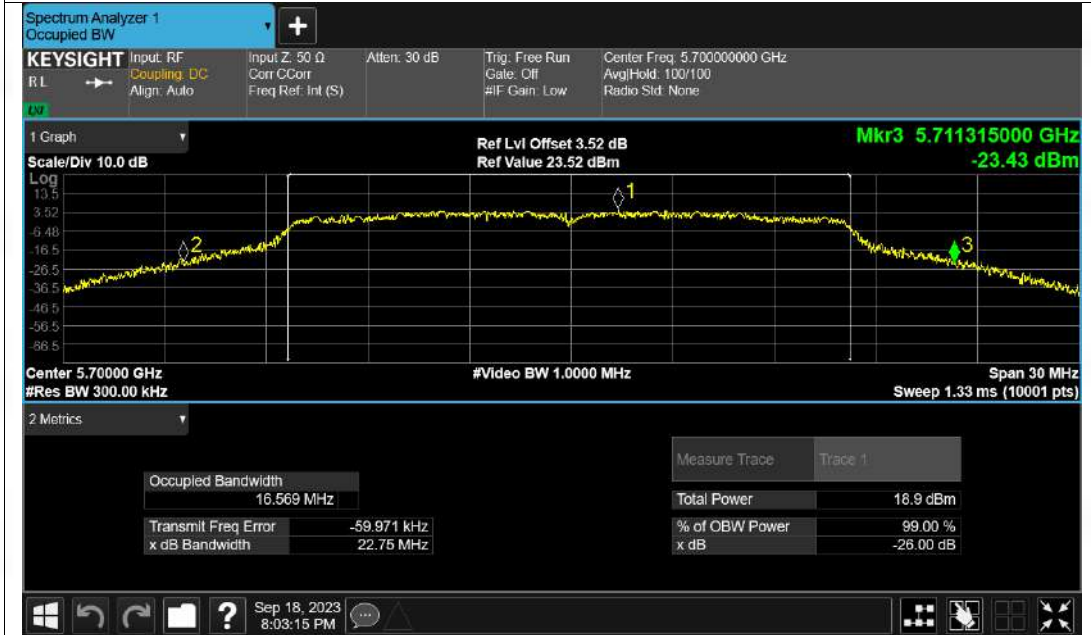 Spectrum Analyzer 1
Occupied BW
+
KEYSIGHT
R L
LXI
Input: RF
Coupling: DC
Align: Auto
Input Z: 50 Ω
Corr CCorr
Freq Ref: Int (S)
Atten: 30 dB
Trig: Free Run
Gate: Off
#IF Gain: Low
Center Freq: 5.700000000 GHz
Avg|Hold: 100/100
Radio Std: None
1 Graph
Scale/Div 10.0 dB
Ref Lvl Offset 3.52 dB
Ref Value 23.52 dBm
Mkr3 5.711315000 GHz
-23.43 dBm
Log
13.5
3.52
-6.48
-16.5
-26.5
-36.5
-46.5
-56.5
-66.5
1
2
3
Center 5.70000 GHz
#Video BW 1.0000 MHz
Span 30 MHz
#Res BW 300.00 kHz
Sweep 1.33 ms (10001 pts)
2 Metrics
Measure Trace Trace 1
Occupied Bandwidth
16.569 MHz
Total Power 18.9 dBm
Transmit Freq Error -59.971 kHz
% of OBW Power 99.00 %
x dB Bandwidth 22.75 MHz
x dB -26.00 dB
?
Sep 18, 2023
8:03:15 PM